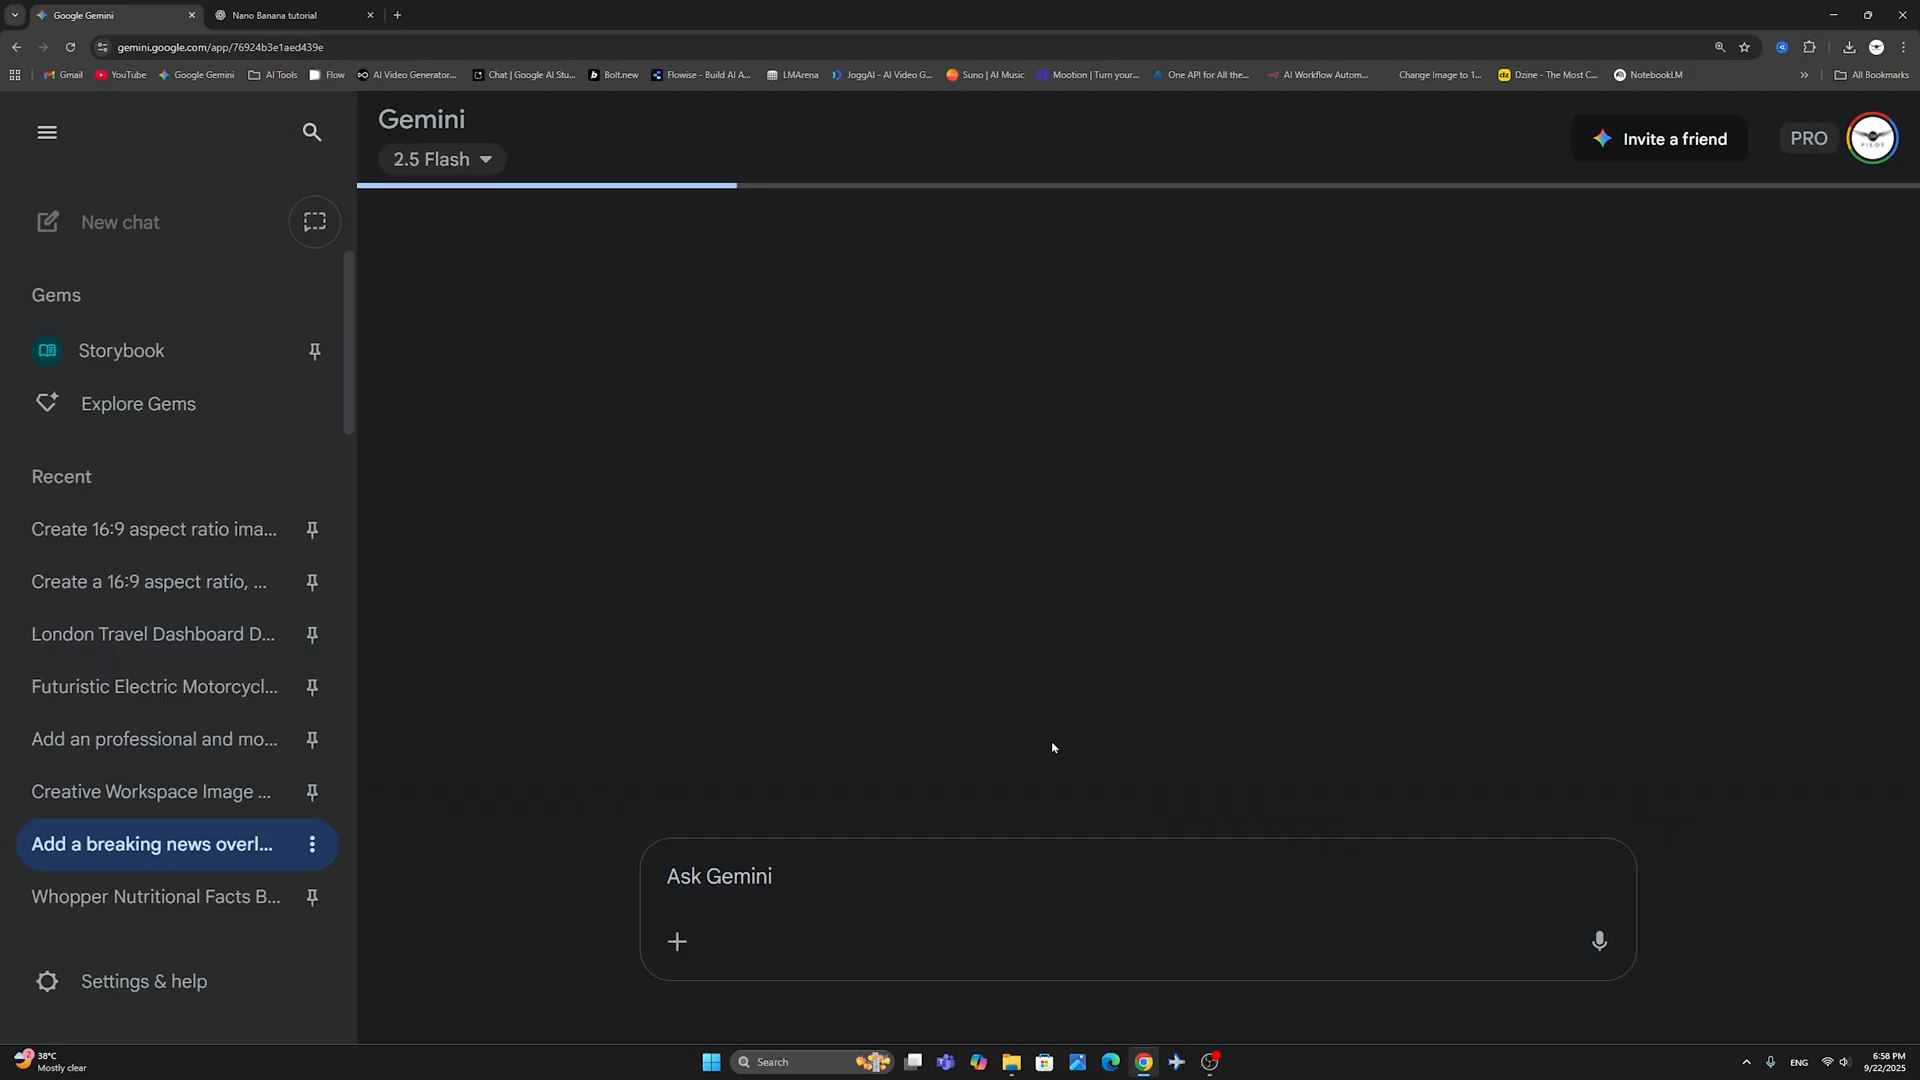 Google Gemini
Nano Banana tutorial
gemini.google.com/app/76924b3e1aed439e
Gmail
YouTube
Google Gemini
AI Tools
Flow
AI Video Generator...
Chat | Google AI Stu...
Bolt.new
Flowise - Build AI A...
LMArena
JoggAI - AI Video G...
Suno | AI Music
Mootion | Turn your...
One API for All the...
AI Workflow Autom...
Change Image to 1...
dz
Dzine - The Most C...
NotebookLM
All Bookmarks
Gemini
2.5 Flash
Invite a friend
PRO
PILOT
New chat
Gems
Storybook
Explore Gems
Recent
Create 16:9 aspect ratio ima...
Create a 16:9 aspect ratio, ...
London Travel Dashboard D...
Futuristic Electric Motorcycl...
Add an professional and mo...
Creative Workspace Image ...
Add a breaking news overl...
Whopper Nutritional Facts B...
Settings & help
Ask Gemini
2
38°C
Mostly clear
Search
ENG
6:58 PM
9/22/2025